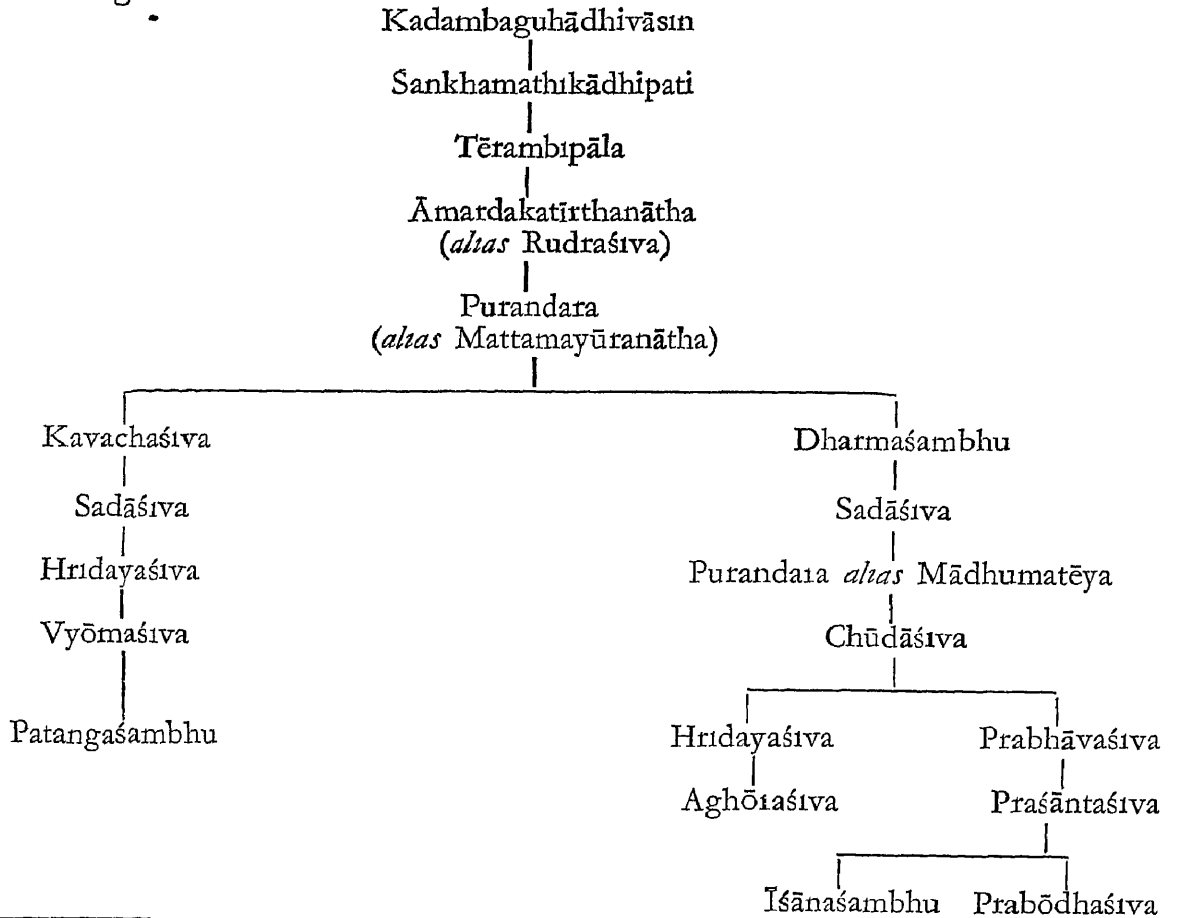 Kadambaguhādhivāsin
Śankhamathikādhipati
Tērambipāla
Āmardakatīrthanātha
(alias Rudraśiva)
Purandara
(alias Mattamayūranātha)
Kavachaśiva Dharmaśambhu
Sadāśiva Sadāśiva
Hridayaśiva Purandara alias Mādhumatēya
Vyōmaśiva Chūdāśiva
Patangaśambhu Hridayaśiva Prabhāvaśiva
Aghōraśiva Praśāntaśiva
Īśānaśambhu Prabōdhaśiva